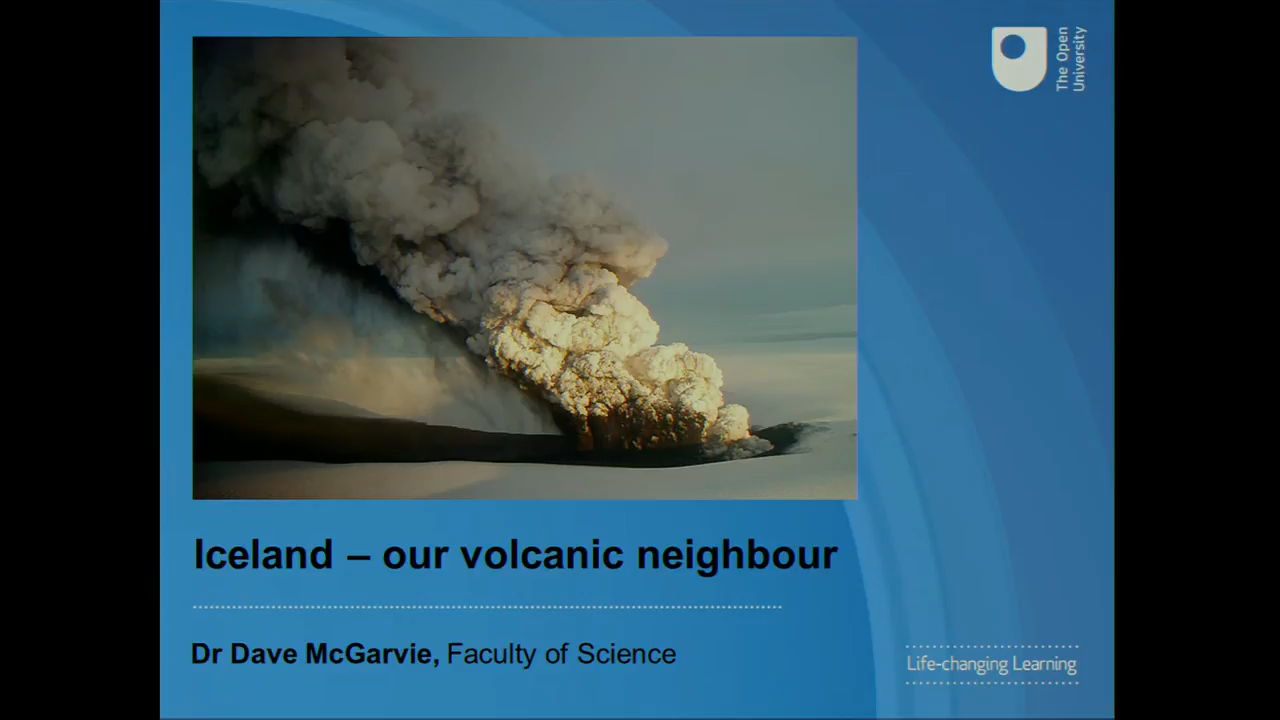 The Open
University
Iceland – our volcanic neighbour
Dr Dave McGarvie, Faculty of Science
Life-changing Learning